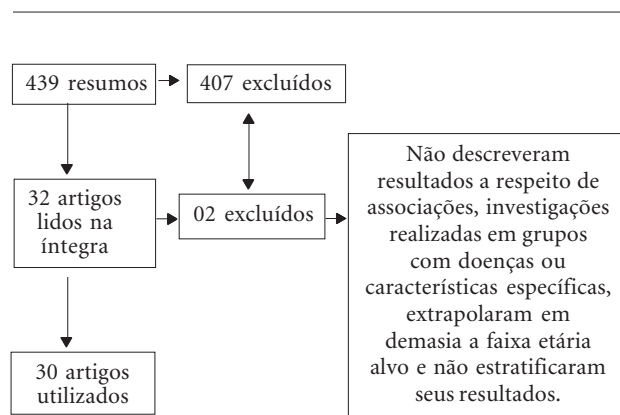 439 resumos
407 excluídos
32 artigos
lidos na
íntegra
02 excluídos
Não descreveram
resultados a respeito de
associações, investigações
realizadas em grupos
com doenças ou
características específicas,
extrapolaram em
demasia a faixa etária
alvo e não estratificaram
seus resultados.
30 artigos
utilizados